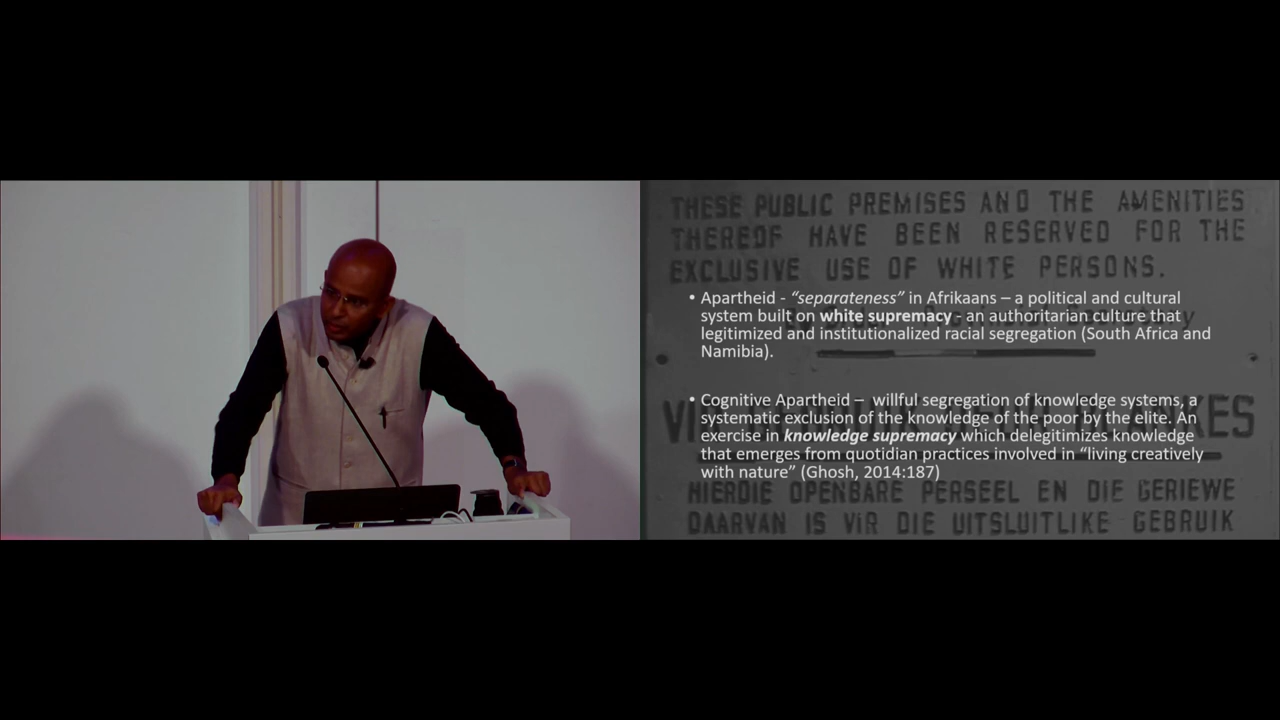 THESE PUBLIC PREMISES AND THE AMENITIES
THEREOF HAVE BEEN RESERVED FOR THE
EXCLUSIVE USE OF WHITE PERSONS.
• Apartheid - “separateness” in Afrikaans – a political and cultural
system built on white supremacy - an authoritarian culture that
legitimized and institutionalized racial segregation (South Africa and
Namibia).
• Cognitive Apartheid – willful segregation of knowledge systems, a
systematic exclusion of the knowledge of the poor by the elite. An
exercise in knowledge supremacy which delegitimizes knowledge
that emerges from quotidian practices involved in “living creatively
with nature” (Ghosh, 2014:187)
HIERDIE OPENBARE PERSEEL EN DIE GERIEWE
DAARVAN IS VIR DIE UITSLUITLIKE GEBRUIK